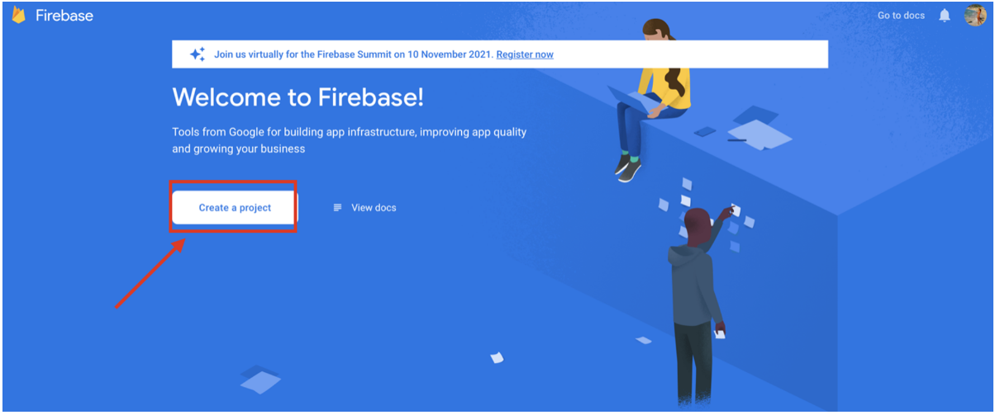 Firebase
Go to docs
Join us virtually for the Firebase Summit on 10 November 2021. Register now
Welcome to Firebase!
Tools from Google for building app infrastructure, improving app quality
and growing your business
Create a project
View docs